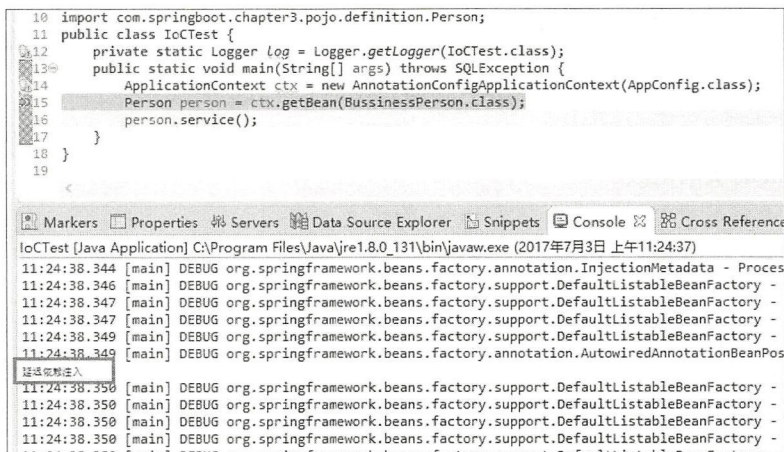 10 import com.springboot.chapter3.pojo.definition.Person;
11 public class IoCTest {
12 private static Logger log = Logger.getLogger(IoCTest.class);
13 public static void main(String[] args) throws SQLException {
14 ApplicationContext ctx = new AnnotationConfigApplicationContext(AppConfig.class);
15 Person person = ctx.getBean(BussinessPerson.class);
16 person.service();
17 }
18 }
19
Markers Properties Servers Data Source Explorer Snippets Console Cross Reference
IoCTest [Java Application] C:\Program Files\Java\jre1.8.0_131\bin\javaw.exe (2017年7月3日 上午11:24:37)
11:24:38.344 [main] DEBUG org.springframework.beans.factory.annotation.InjectionMetadata - Proces
11:24:38.346 [main] DEBUG org.springframework.beans.factory.support.DefaultListableBeanFactory -
11:24:38.347 [main] DEBUG org.springframework.beans.factory.support.DefaultListableBeanFactory -
11:24:38.347 [main] DEBUG org.springframework.beans.factory.support.DefaultListableBeanFactory -
11:24:38.349 [main] DEBUG org.springframework.beans.factory.support.DefaultListableBeanFactory -
11:24:38.349 [main] DEBUG org.springframework.beans.factory.annotation.AutowiredAnnotationBeanPos
延迟依赖注入
11:24:38.350 [main] DEBUG org.springframework.beans.factory.support.DefaultListableBeanFactory -
11:24:38.350 [main] DEBUG org.springframework.beans.factory.support.DefaultListableBeanFactory -
11:24:38.350 [main] DEBUG org.springframework.beans.factory.support.DefaultListableBeanFactory -
11:24:38.350 [main] DEBUG org.springframework.beans.factory.support.DefaultListableBeanFactory -